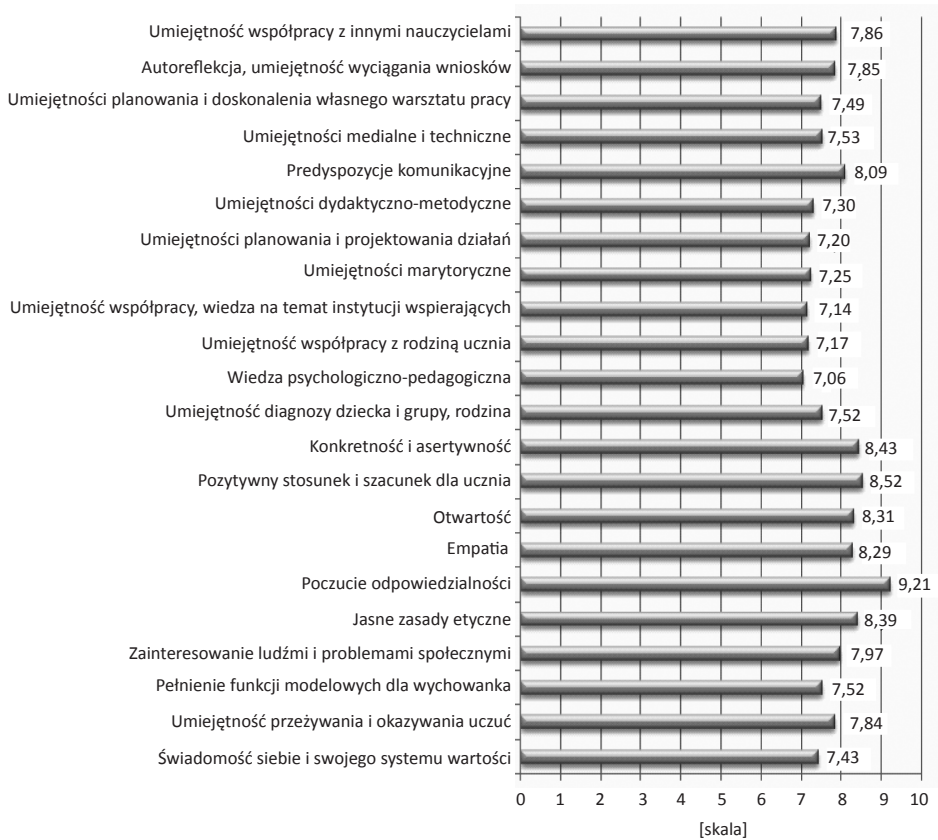 Umiejętność współpracy z innymi nauczycielami 7,86
Autoreflekcja, umiejętność wyciągania wniosków 7,85
Umiejętności planowania i doskonalenia własnego warsztatu pracy 7,49
Umiejętności medialne i techniczne 7,53
Predyspozycje komunikacyjne 8,09
Umiejętności dydaktyczno-metodyczne 7,30
Umiejętności planowania i projektowania działań 7,20
Umiejętności marytoryczne 7,25
Umiejętność współpracy, wiedza na temat instytucji wspierających 7,14
Umiejętność współpracy z rodziną ucznia 7,17
Wiedza psychologiczno-pedagogiczna 7,06
Umiejętność diagnozy dziecka i grupy, rodzina 7,52
Konkretność i asertywność 8,43
Pozytywny stosunek i szacunek dla ucznia 8,52
Otwartość 8,31
Empatia 8,29
Poczucie odpowiedzialności 9,21
Jasne zasady etyczne 8,39
Zainteresowanie ludźmi i problemami społecznymi 7,97
Pełnienie funkcji modelowych dla wychowanka 7,52
Umiejętność przeżywania i okazywania uczuć 7,84
Świadomość siebie i swojego systemu wartości 7,43
0 1 2 3 4 5 6 7 8 9 10
[skala]